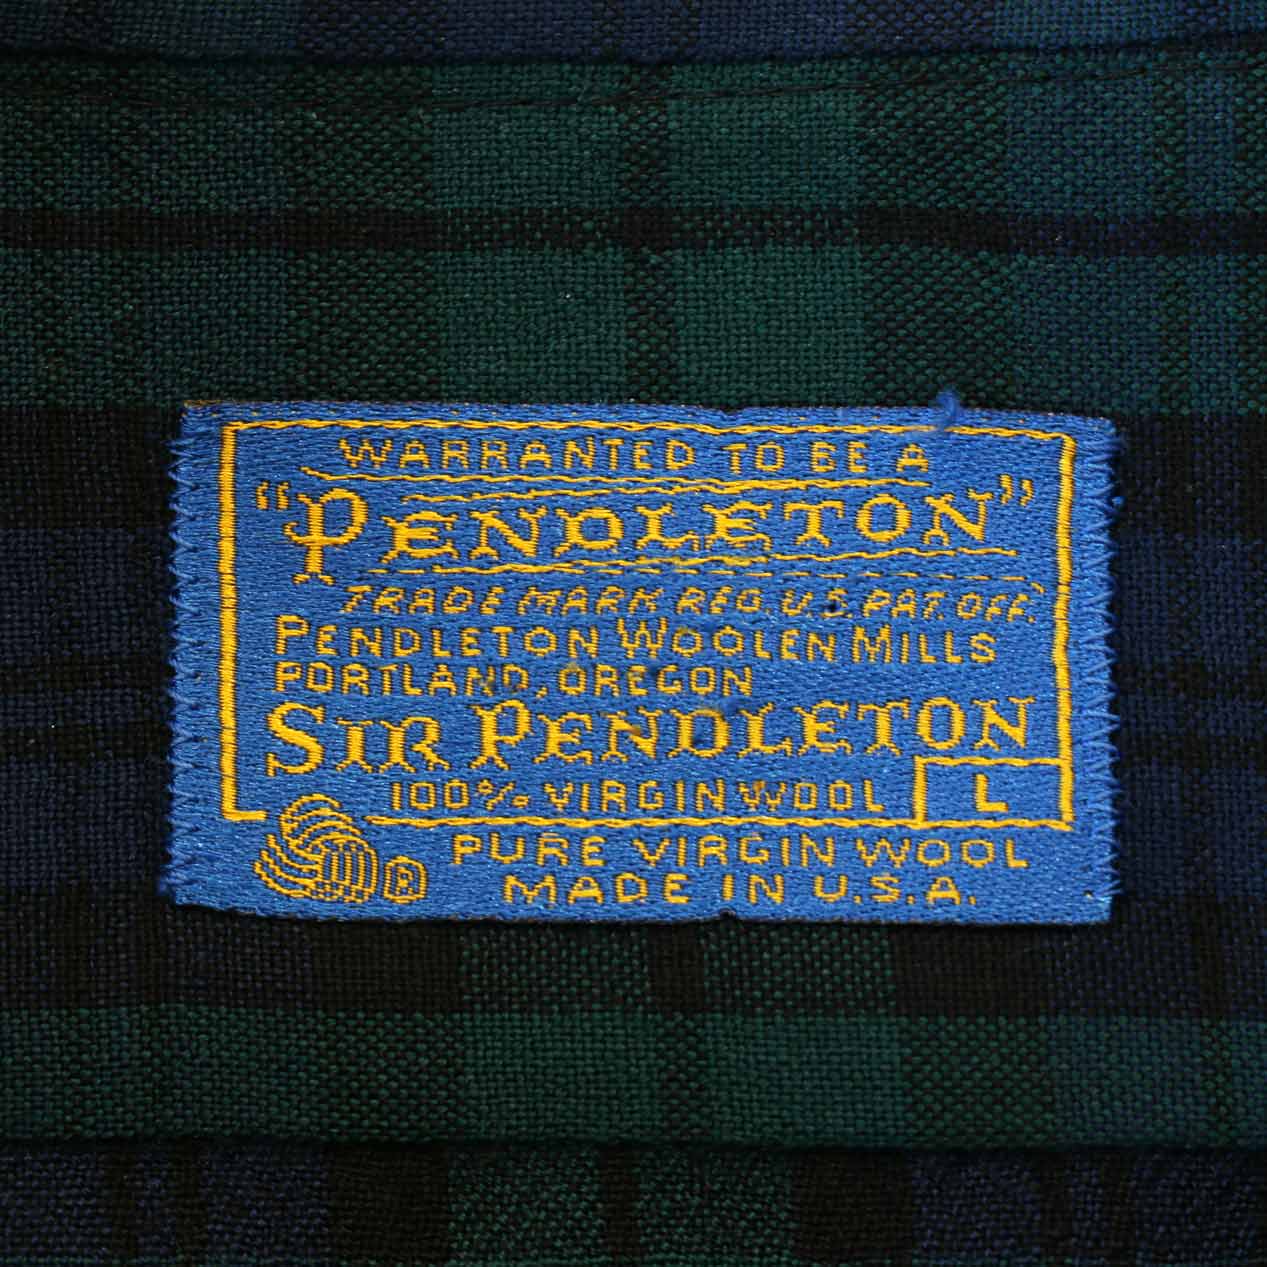 WARRANTED TO BE A
"PENDLETON"
TRADE MARK REG. U.S. PAT. OFF.
PENDLETON WOOLEN MILLS
PORTLAND, OREGON
SIR PENDLETON
100% VIRGIN WOOL L
PURE VIRGIN WOOL
® MADE IN U.S.A.